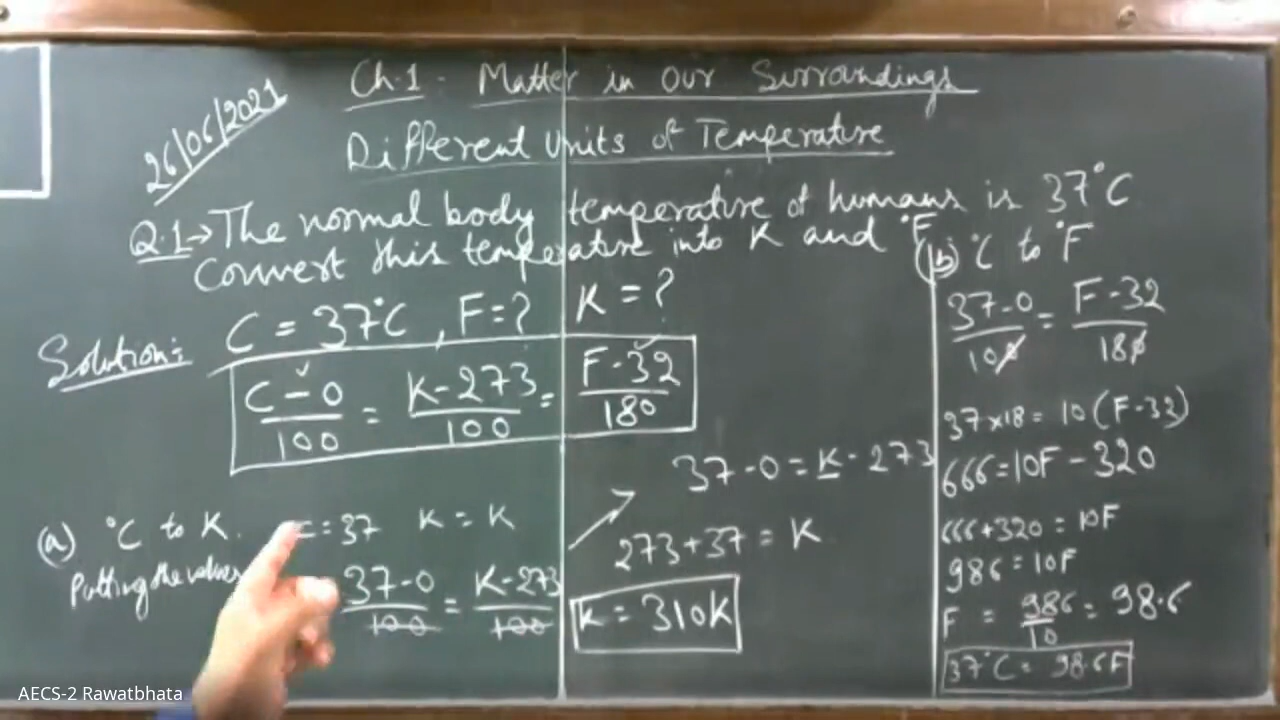 26/06/2021
Ch.1 - Matter in Our Surroundings
Different Units of Temperature
Q.1→ The normal body temperature of humans is 37°C
Convert this temperature into K and °F
Solution:- C = 37°C , F = ? K = ?
C - 0 / 100 = K - 273 / 100 = F - 32 / 180
(a) °C to K. C = 37 K = K
Putting the values
37-0 / 100 = K-273 / 100
37 - 0 = K - 273
273 + 37 = K
K = 310K
(b) °C to °F
37-0 / 100 = F-32 / 180
37 x 18 = 10 (F-32)
666 = 10F - 320
666 + 320 = 10F
986 = 10F
F = 986 / 10 = 98.6
37°C = 98.6F
AECS-2 Rawatbhata